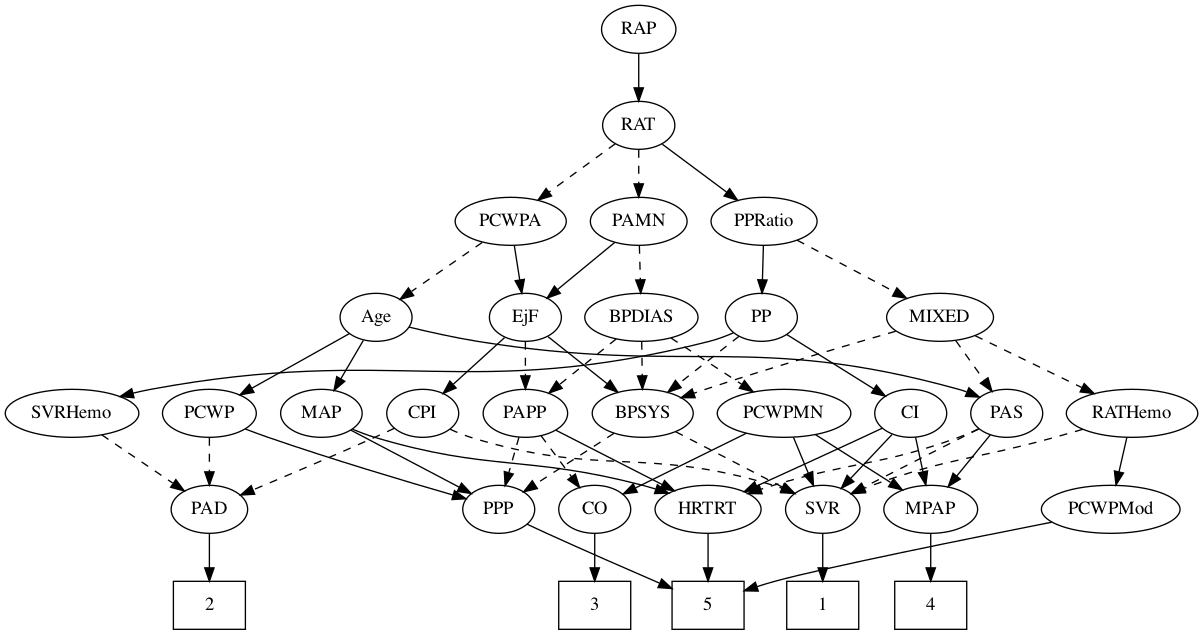 RAP
RAT
PCWPA
PAMN
PPRatio
Age
EjF
BPDIAS
PP
MIXED
SVRHemo
PCWP
MAP
CPI
PAPP
BPSYS
PCWPMN
CI
PAS
RATHemo
PAD
PPP
CO
HRTRT
SVR
MPAP
PCWPMod
2
3
5
1
4